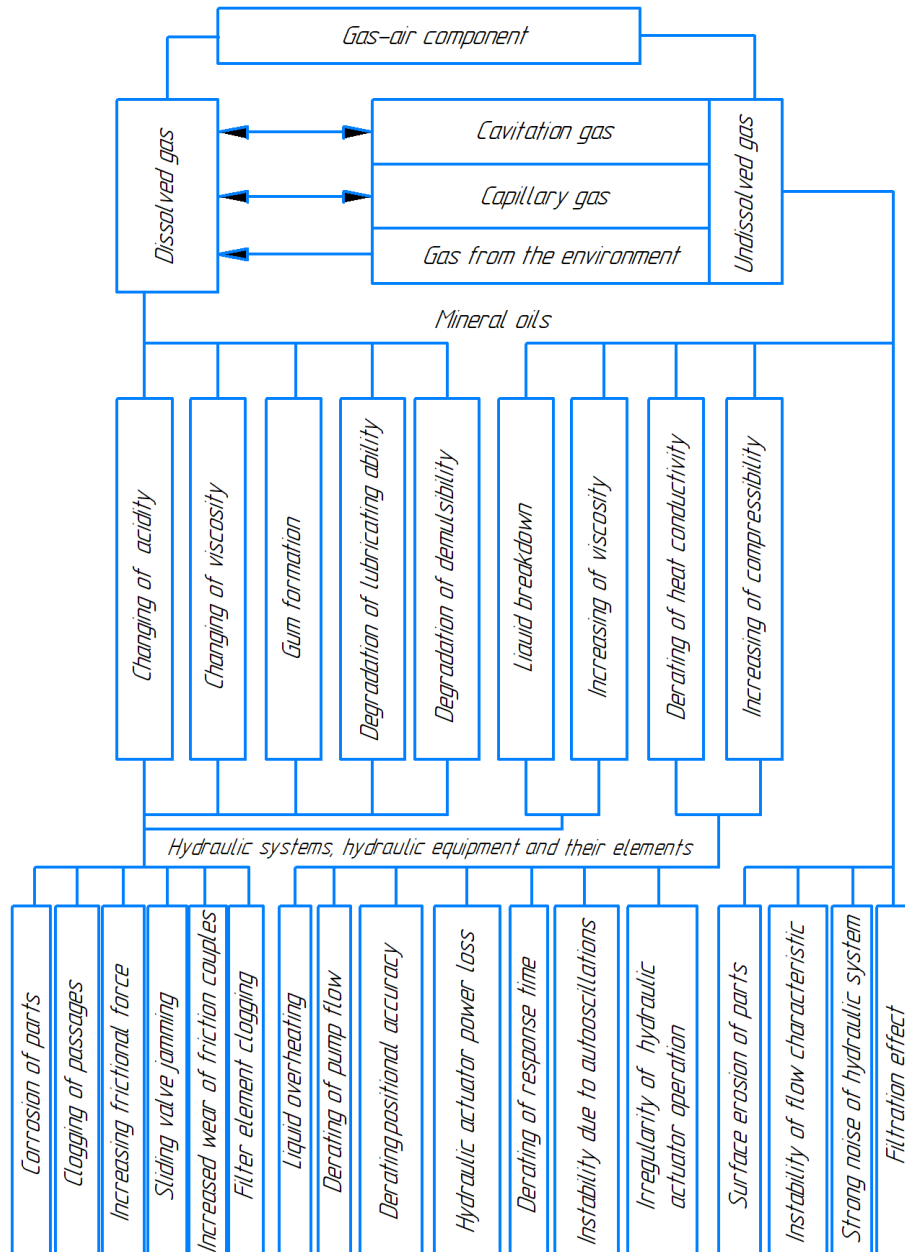 Gas-air component
Dissolved gas
Cavitation gas
Capillary gas
Gas from the environment
Undissolved gas
Mineral oils
Changing of acidity
Changing of viscosity
Gum formation
Degradation of lubricating ability
Degradation of demulsibility
Liauid breakdown
Increasing of viscosity
Derating of heat conductivity
Increasing of compressibility
Hydraulic systems, hydraulic equipment and their elements
Corrosion of parts
Clogging of passages
Increasing frictional force
Sliding valve jamming
Increased wear of friction couples
Filter element clogging
Liquid overheating
Derating of pump flow
Derating positional accuracy
Hydraulic actuator power loss
Derating of response time
Instability due to autooscillations
Irregularity of hydraulic
actuator operation
Surface erosion of parts
Instability of flow characteristic
Strong noise of hydraulic system
Filtration effect